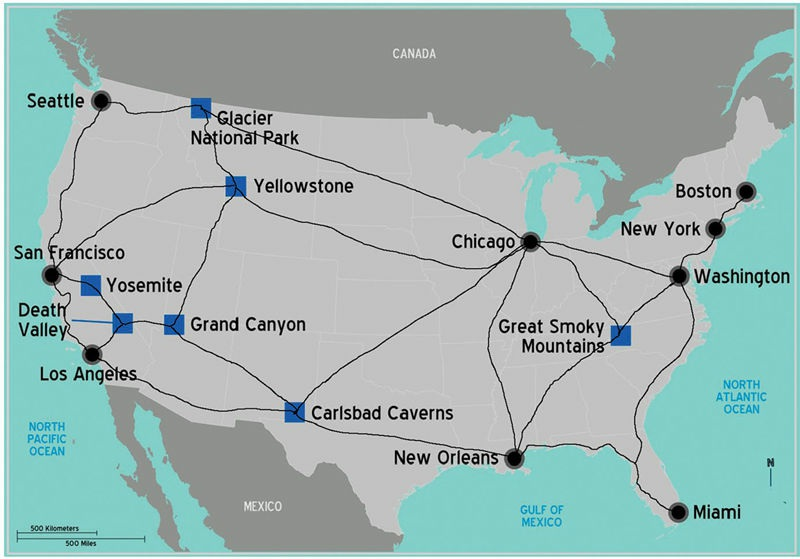 CANADA
Seattle
Glacier
National Park
Yellowstone
Boston
New York
Chicago
San Francisco
Washington
Yosemite
Death
Valley
Grand Canyon
Great Smoky
Mountains
Los Angeles
NORTH
ATLANTIC
OCEAN
Carlsbad Caverns
NORTH
PACIFIC
OCEAN
New Orleans
N
MEXICO
GULF OF
MEXICO
Miami
500 Kilometers
500 Miles